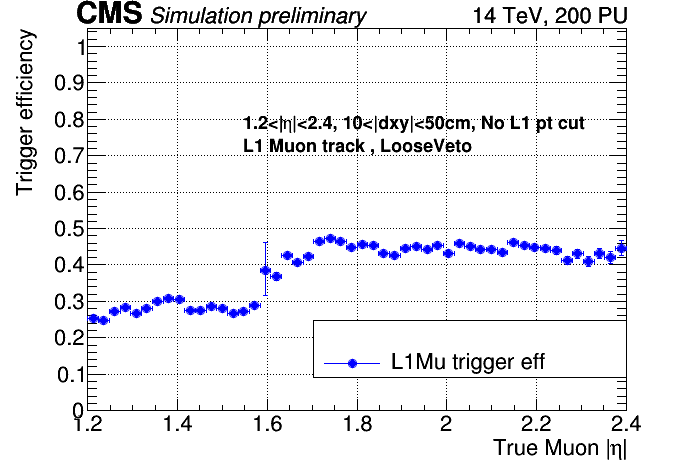 CMS Simulation preliminary 14 TeV, 200 PU
Trigger efficiency
1
0.9
0.8
0.7
0.6
0.5
0.4
0.3
0.2
0.1
0
1.2<|η|<2.4, 10<|dxy|<50cm, No L1 pt cut
L1 Muon track , LooseVeto
L1Mu trigger eff
1.2 1.4 1.6 1.8 2 2.2 2.4
True Muon |η|